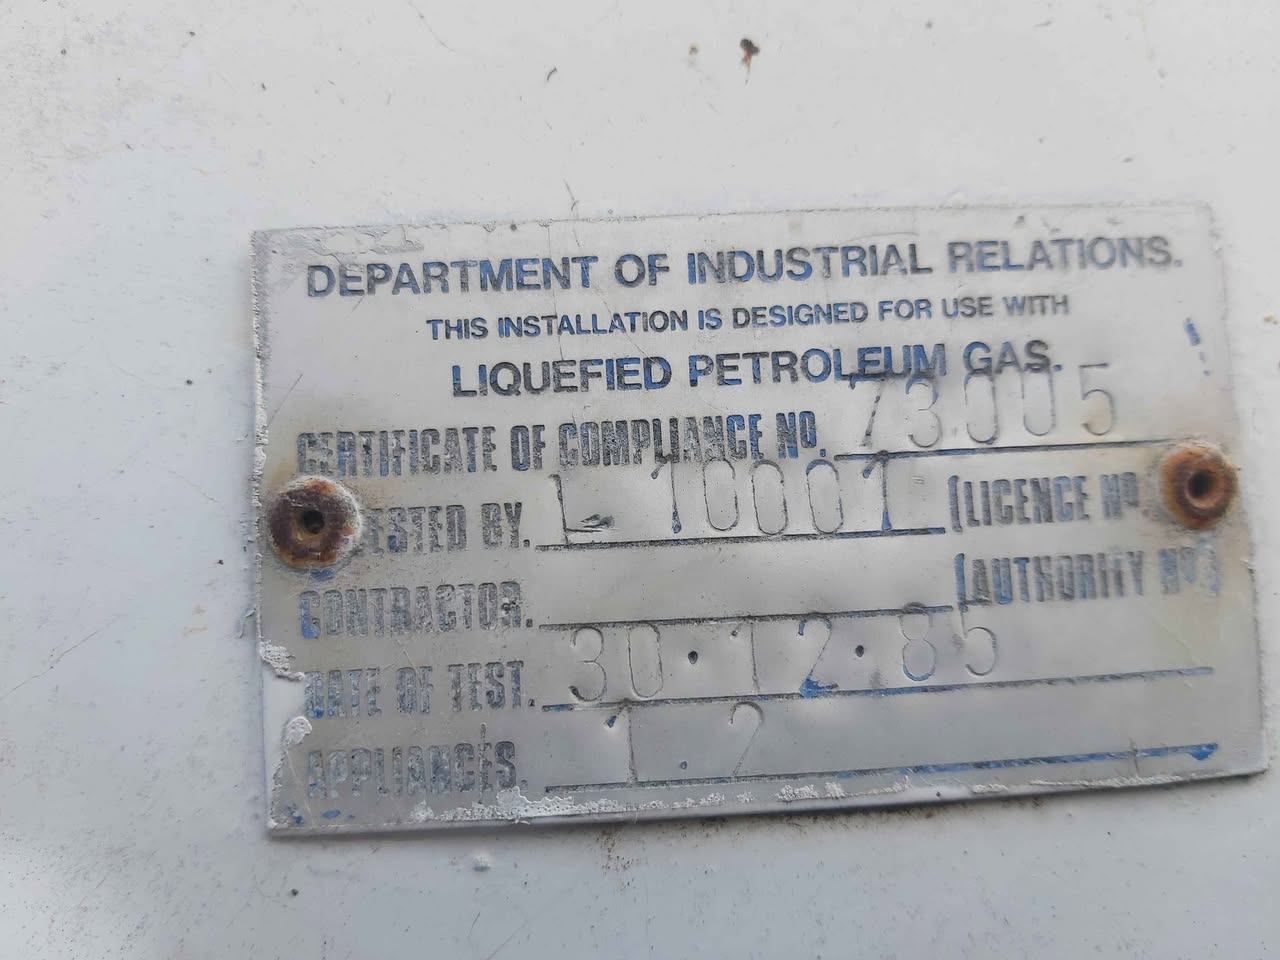 DEPARTMENT OF INDUSTRIAL RELATIONS.
THIS INSTALLATION IS DESIGNED FOR USE WITH
LIQUEFIED PETROLEUM GAS.
CERTIFICATE OF COMPLIANCE Nº. 73005
TESTED BY. L 10001 (LICENCE Nº.
CONTRACTOR. (AUTHORITY Nº)
DATE OF TEST. 30.12.85
APPLIANCES. 1.2